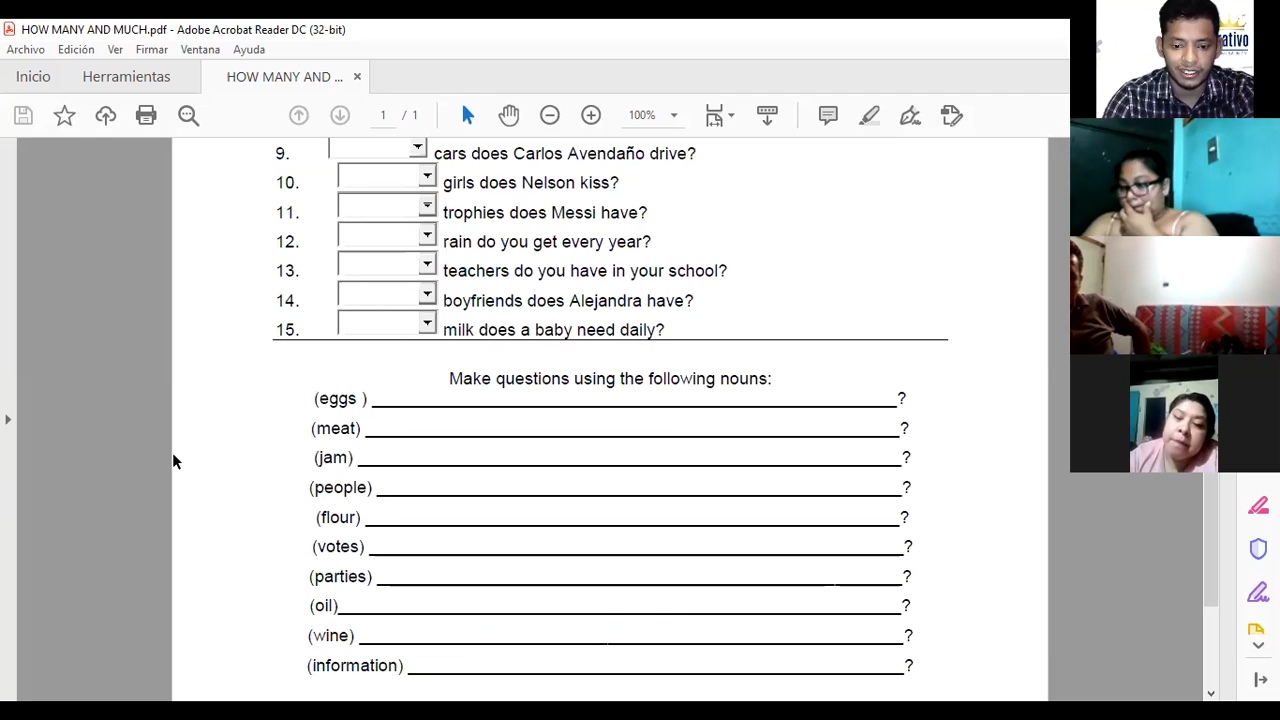 HOW MANY AND MUCH.pdf - Adobe Acrobat Reader DC (32-bit)
Archivo Edición Ver Firmar Ventana Ayuda
Inicio Herramientas HOW MANY AND ... ×
1 / 1 100%
9. cars does Carlos Avendaño drive?
10. girls does Nelson kiss?
11. trophies does Messi have?
12. rain do you get every year?
13. teachers do you have in your school?
14. boyfriends does Alejandra have?
15. milk does a baby need daily?
Make questions using the following nouns:
(eggs ) ?
(meat) ?
(jam) ?
(people) ?
(flour) ?
(votes) ?
(parties) ?
(oil) ?
(wine) ?
(information) ?